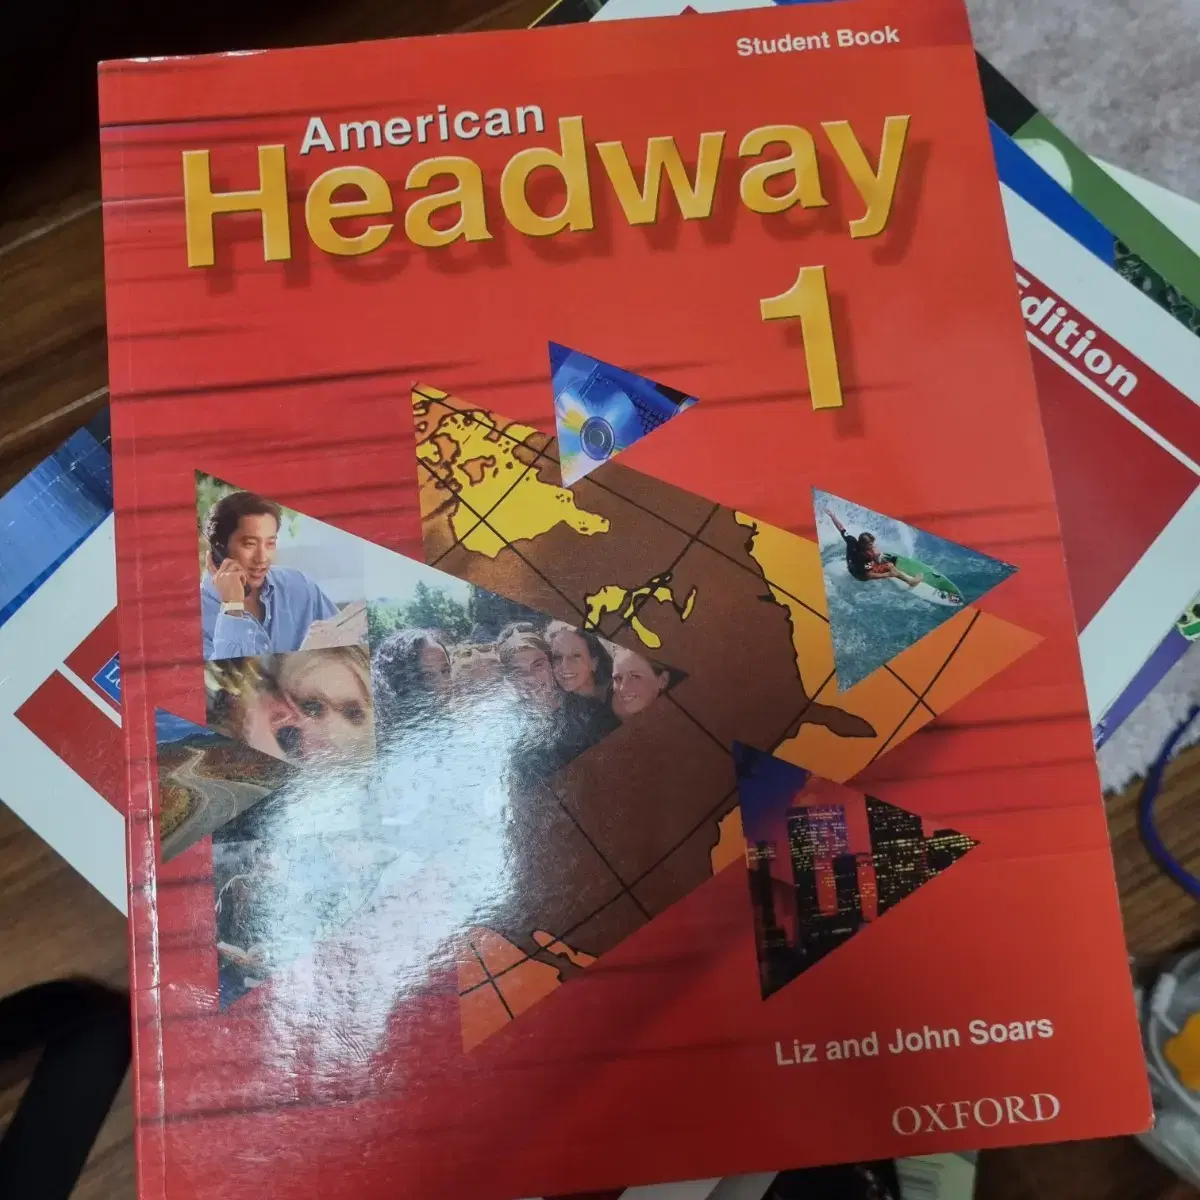 Student Book
American
Headway
1
Edition
Liz and John Soars
OXFORD